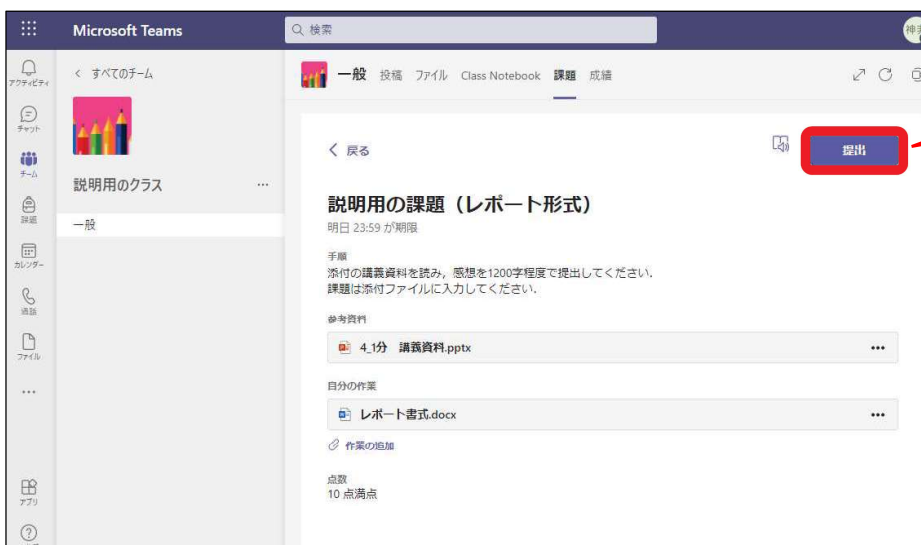 Microsoft Teams
検索
アクティビティ
チャット
チーム
課題
カレンダー
通話
ファイル
アプリ
すべてのチーム
説明用のクラス
一般
一般 投稿 ファイル Class Notebook 課題 成績
戻る
提出
説明用の課題（レポート形式）
明日 23:59 が期限
手順
添付の講義資料を読み，感想を1200字程度で提出してください．
課題は添付ファイルに入力してください．
参考資料
4_1分 講義資料.pptx
自分の作業
レポート書式.docx
作業の追加
点数
10 点満点